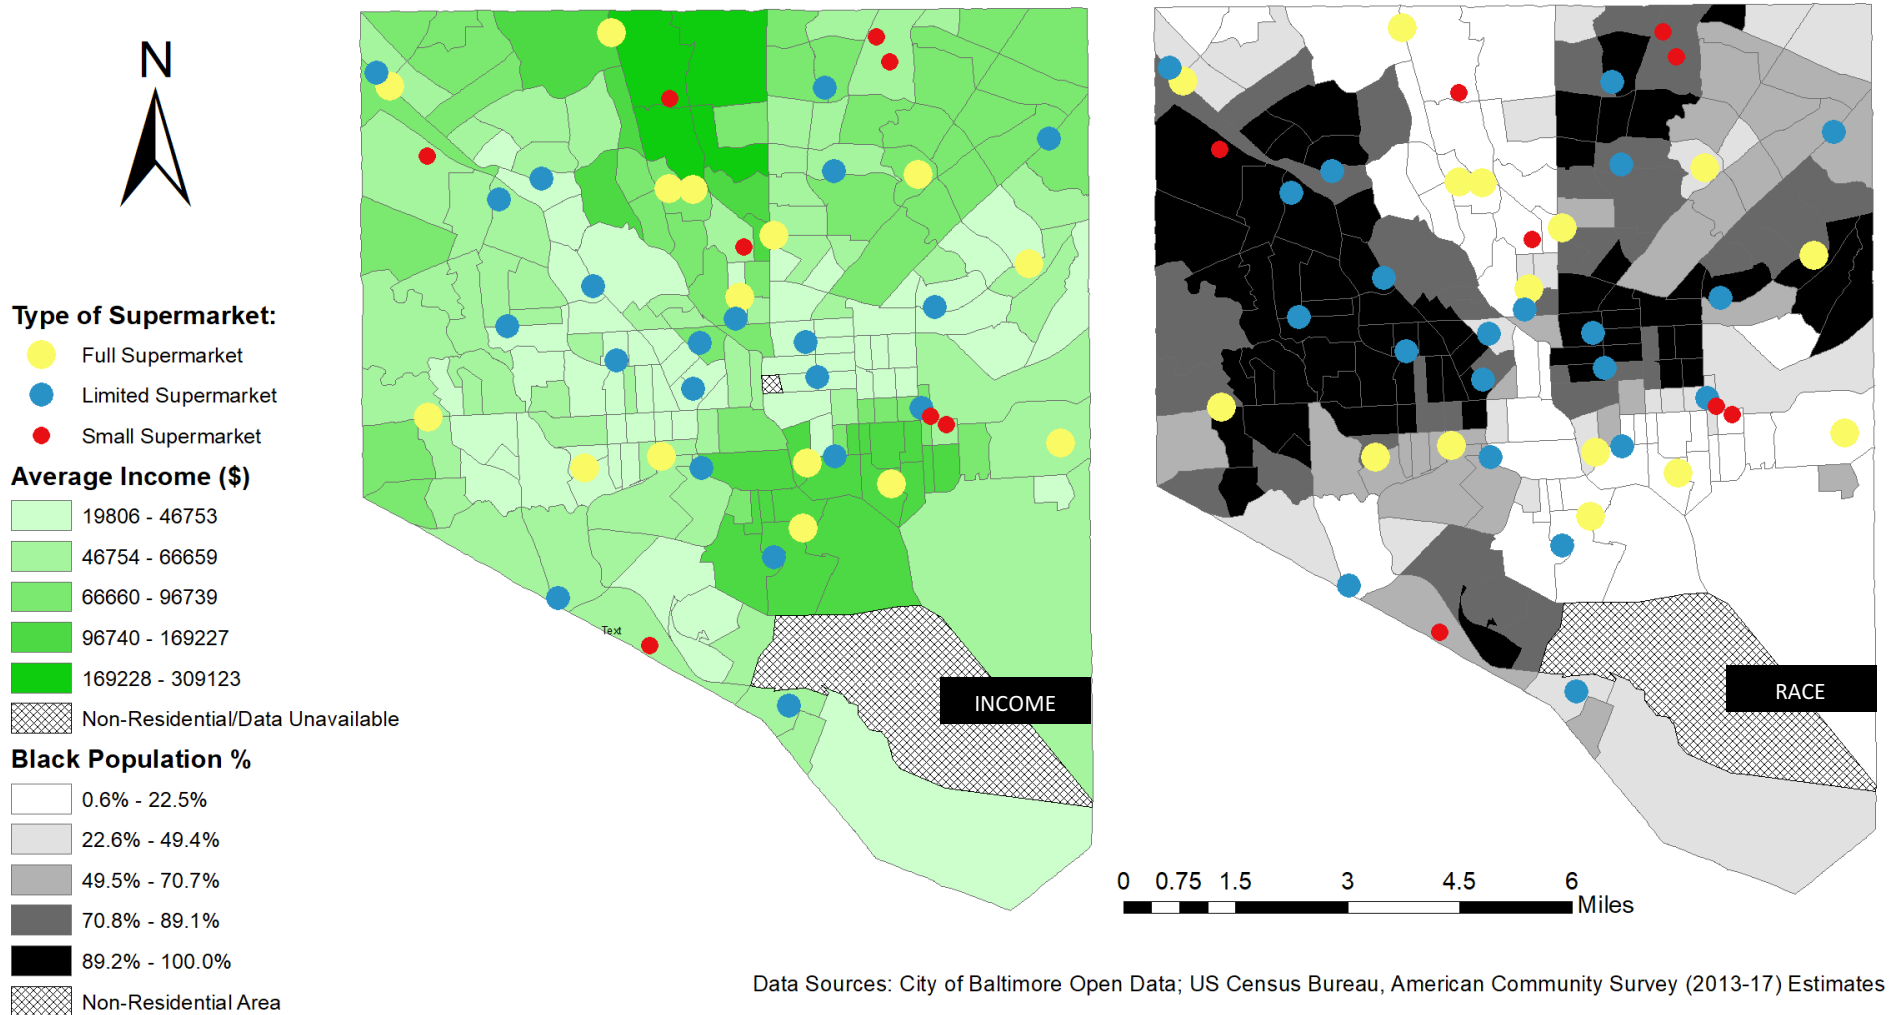 N
Type of Supermarket:
Full Supermarket
Limited Supermarket
Small Supermarket
Average Income ($)
19806 - 46753
46754 - 66659
66660 - 96739
96740 - 169227
169228 - 309123
Non-Residential/Data Unavailable
Black Population %
0.6% - 22.5%
22.6% - 49.4%
49.5% - 70.7%
70.8% - 89.1%
89.2% - 100.0%
Non-Residential Area
Text
INCOME
RACE
0 0.75 1.5 3 4.5 6
Miles
Data Sources: City of Baltimore Open Data; US Census Bureau, American Community Survey (2013-17) Estimates